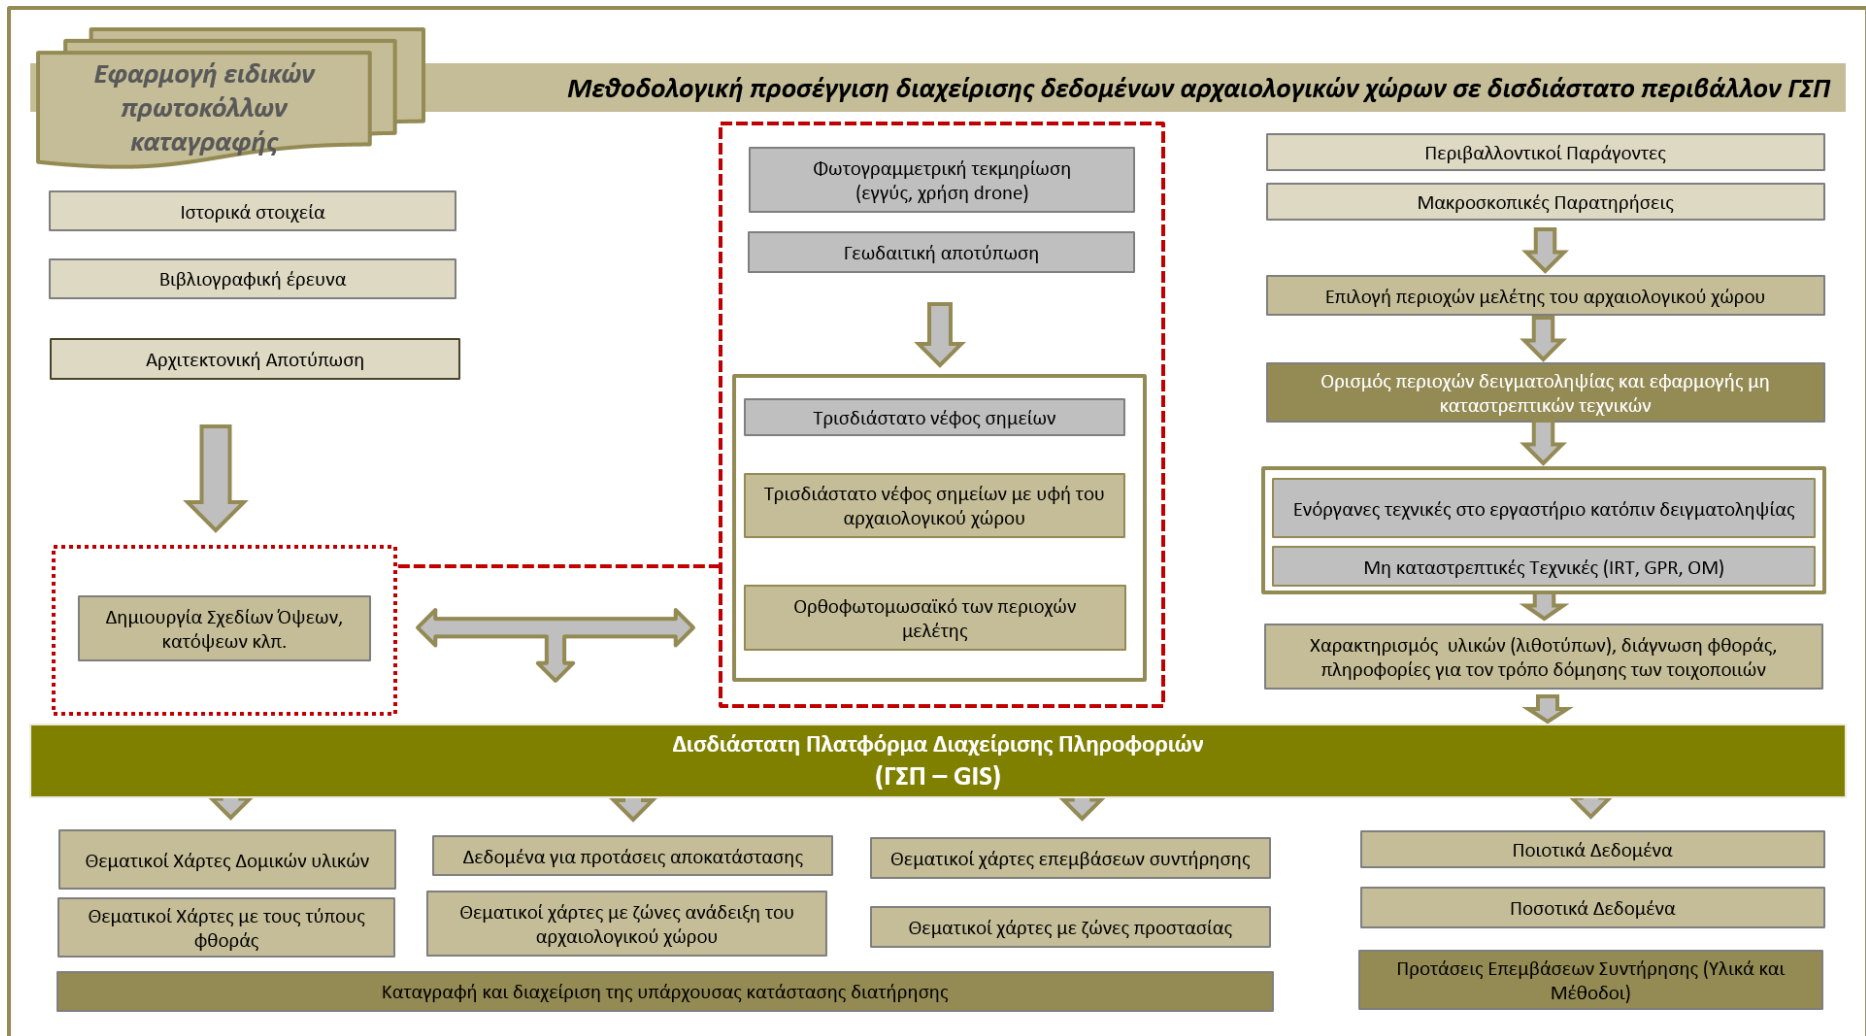 Εφαρμογή ειδικών
πρωτοκόλλων
καταγραφής
Μεθοδολογική προσέγγιση διαχείρισης δεδομένων αρχαιολογικών χώρων σε δισδιάστατο περιβάλλον ΓΣΠ
Ιστορικά στοιχεία
Βιβλιογραφική έρευνα
Αρχιτεκτονική Αποτύπωση
Δημιουργία Σχεδίων Όψεων,
κατόψεων κλπ.
Φωτογραμμετρική τεκμηρίωση
(εγγύς, χρήση drone)
Γεωδαιτική αποτύπωση
Τρισδιάστατο νέφος σημείων
Τρισδιάστατο νέφος σημείων με υφή του
αρχαιολογικού χώρου
Ορθοφωτομωσαϊκό των περιοχών
μελέτης
Περιβαλλοντικοί Παράγοντες
Μακροσκοπικές Παρατηρήσεις
Επιλογή περιοχών μελέτης του αρχαιολογικού χώρου
Ορισμός περιοχών δειγματοληψίας και εφαρμογής μη
καταστρεπτικών τεχνικών
Ενόργανες τεχνικές στο εργαστήριο κατόπιν δειγματοληψίας
Μη καταστρεπτικές Τεχνικές (IRT, GPR, OM)
Χαρακτηρισμός υλικών (λιθοτύπων), διάγνωση φθοράς,
πληροφορίες για τον τρόπο δόμησης των τοιχοποιιών
Δισδιάστατη Πλατφόρμα Διαχείρισης Πληροφοριών
(ΓΣΠ – GIS)
Θεματικοί Χάρτες Δομικών υλικών
Θεματικοί Χάρτες με τους τύπους
φθοράς
Δεδομένα για προτάσεις αποκατάστασης
Θεματικοί χάρτες με ζώνες ανάδειξη του
αρχαιολογικού χώρου
Θεματικοί χάρτες επεμβάσεων συντήρησης
Θεματικοί χάρτες με ζώνες προστασίας
Καταγραφή και διαχείριση της υπάρχουσας κατάστασης διατήρησης
Ποιοτικά Δεδομένα
Ποσοτικά Δεδομένα
Προτάσεις Επεμβάσεων Συντήρησης (Υλικά και
Μέθοδοι)